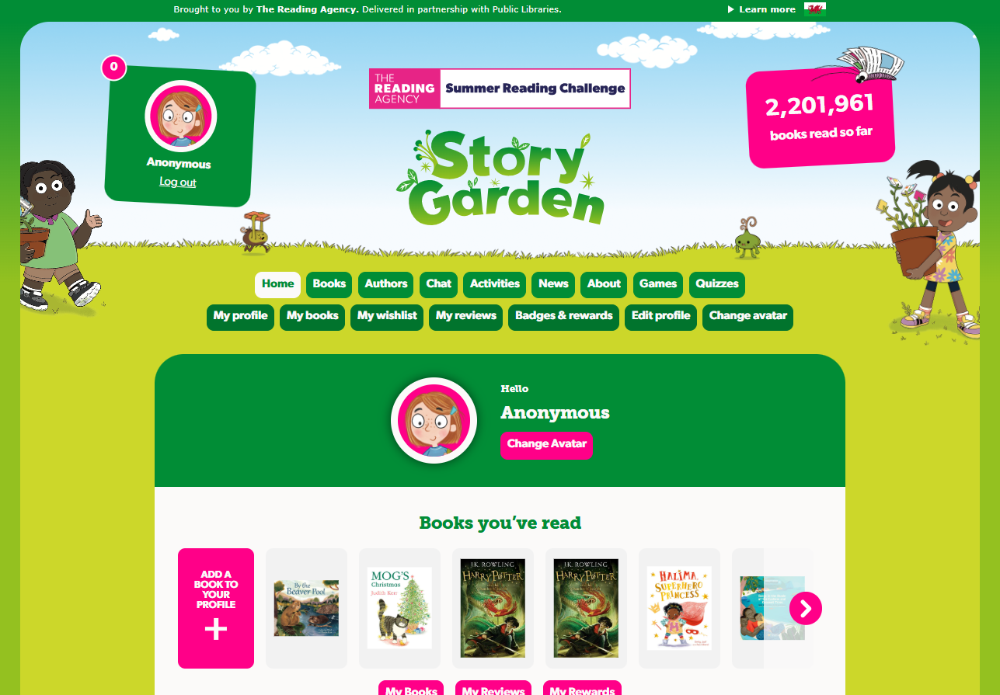 Brought to you by The Reading Agency. Delivered in partnership with Public Libraries.
Learn more
0
Anonymous
Log out
THE
READING
AGENCY
Summer Reading Challenge
Story
Garden
2,201,961
books read so far
Home
Books
Authors
Chat
Activities
News
About
Games
Quizzes
My profile
My books
My wishlist
My reviews
Badges & rewards
Edit profile
Change avatar
Hello
Anonymous
Change Avatar
Books you've read
ADD A
BOOK TO
YOUR
PROFILE
By the
Beaver Pool
MOG'S
Christmas
Judith Kerr
J.K. ROWLING
HARRY POTTER
J.K. ROWLING
HARRY POTTER
HALIMA,
SUPERHERO
PRINCESS
My Books
My Reviews
My Rewards